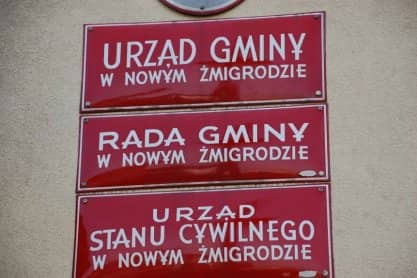 URZĄD GMINY
W NOWYM ŻMIGRODZIE
RADA GMINY
W NOWYM ŻMIGRODZIE
URZĄD
STANU CYWILNEGO
W NOWYM ŻMIGRODZIE